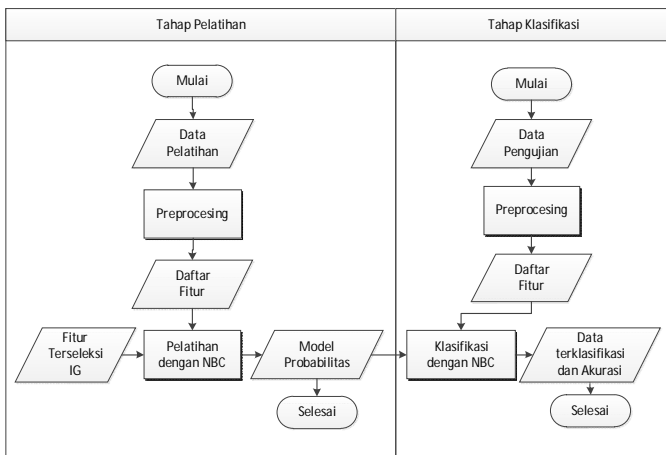 Tahap Pelatihan
Mulai
Data
Pelatihan
Preprocesing
Daftar
Fitur
Fitur
Terseleksi
IG
Pelatihan
dengan NBC
Model
Probabilitas
Selesai
Tahap Klasifikasi
Mulai
Data
Pengujian
Preprocesing
Daftar
Fitur
Klasifikasi
dengan NBC
Data
terklasifikasi
dan Akurasi
Selesai